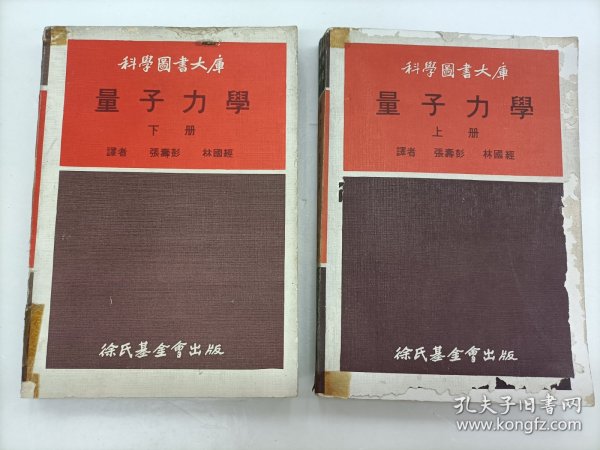 科學圖書大庫
量子力學
下册
譯者 張壽彭 林國經
徐氏基金會出版
科學圖書大庫
量子力學
上册
譯者 張壽彭 林國經
徐氏基金會出版
孔夫子旧书网
www.kongfz.com